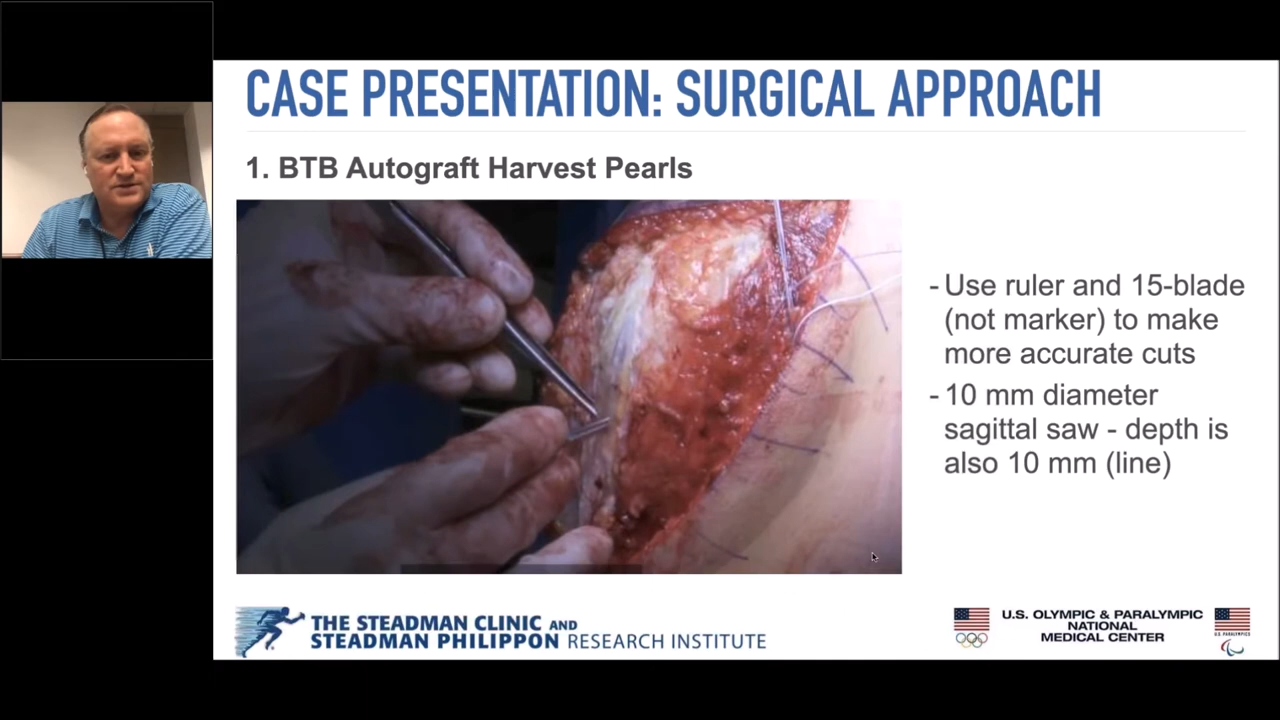 CASE PRESENTATION: SURGICAL APPROACH
1. BTB Autograft Harvest Pearls
- Use ruler and 15-blade
(not marker) to make
more accurate cuts
- 10 mm diameter
sagittal saw - depth is
also 10 mm (line)
THE STEADMAN CLINIC AND
STEADMAN PHILIPPON RESEARCH INSTITUTE
U.S. OLYMPIC & PARALYMPIC
NATIONAL
MEDICAL CENTER
U.S. PARALYMPICS